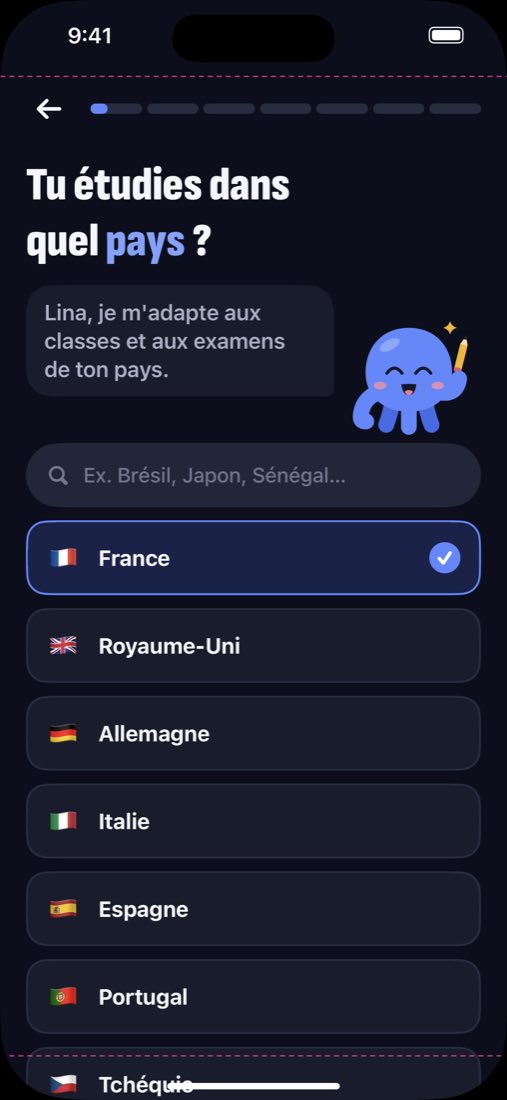 9:41
Tu étudies dans
quel pays ?
Lina, je m'adapte aux
classes et aux examens
de ton pays.
Ex. Brésil, Japon, Sénégal...
France
Royaume-Uni
Allemagne
Italie
Espagne
Portugal
Tchéquie